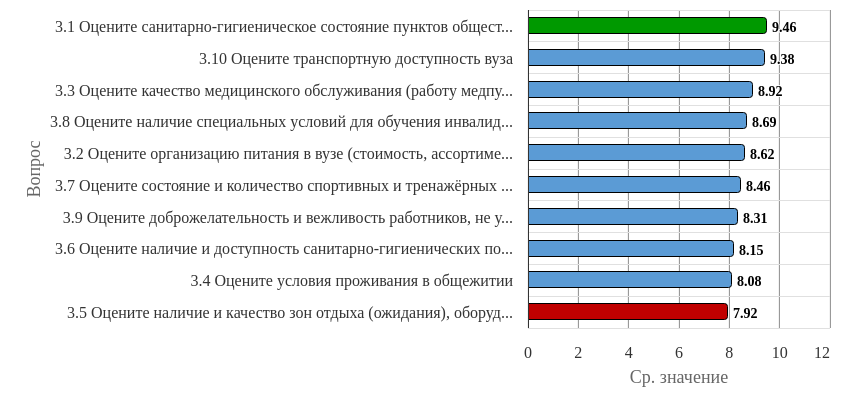 3.1 Оцените санитарно-гигиеническое состояние пунктов общест... 9.46
3.10 Оцените транспортную доступность вуза 9.38
3.3 Оцените качество медицинского обслуживания (работу медпу... 8.92
3.8 Оцените наличие специальных условий для обучения инвалид... 8.69
3.2 Оцените организацию питания в вузе (стоимость, ассортиме... 8.62
3.7 Оцените состояние и количество спортивных и тренажёрных ... 8.46
3.9 Оцените доброжелательность и вежливость работников, не у... 8.31
3.6 Оцените наличие и доступность санитарно-гигиенических по... 8.15
3.4 Оцените условия проживания в общежитии 8.08
3.5 Оцените наличие и качество зон отдыха (ожидания), оборуд... 7.92
Вопрос
0 2 4 6 8 10 12
Ср. значение